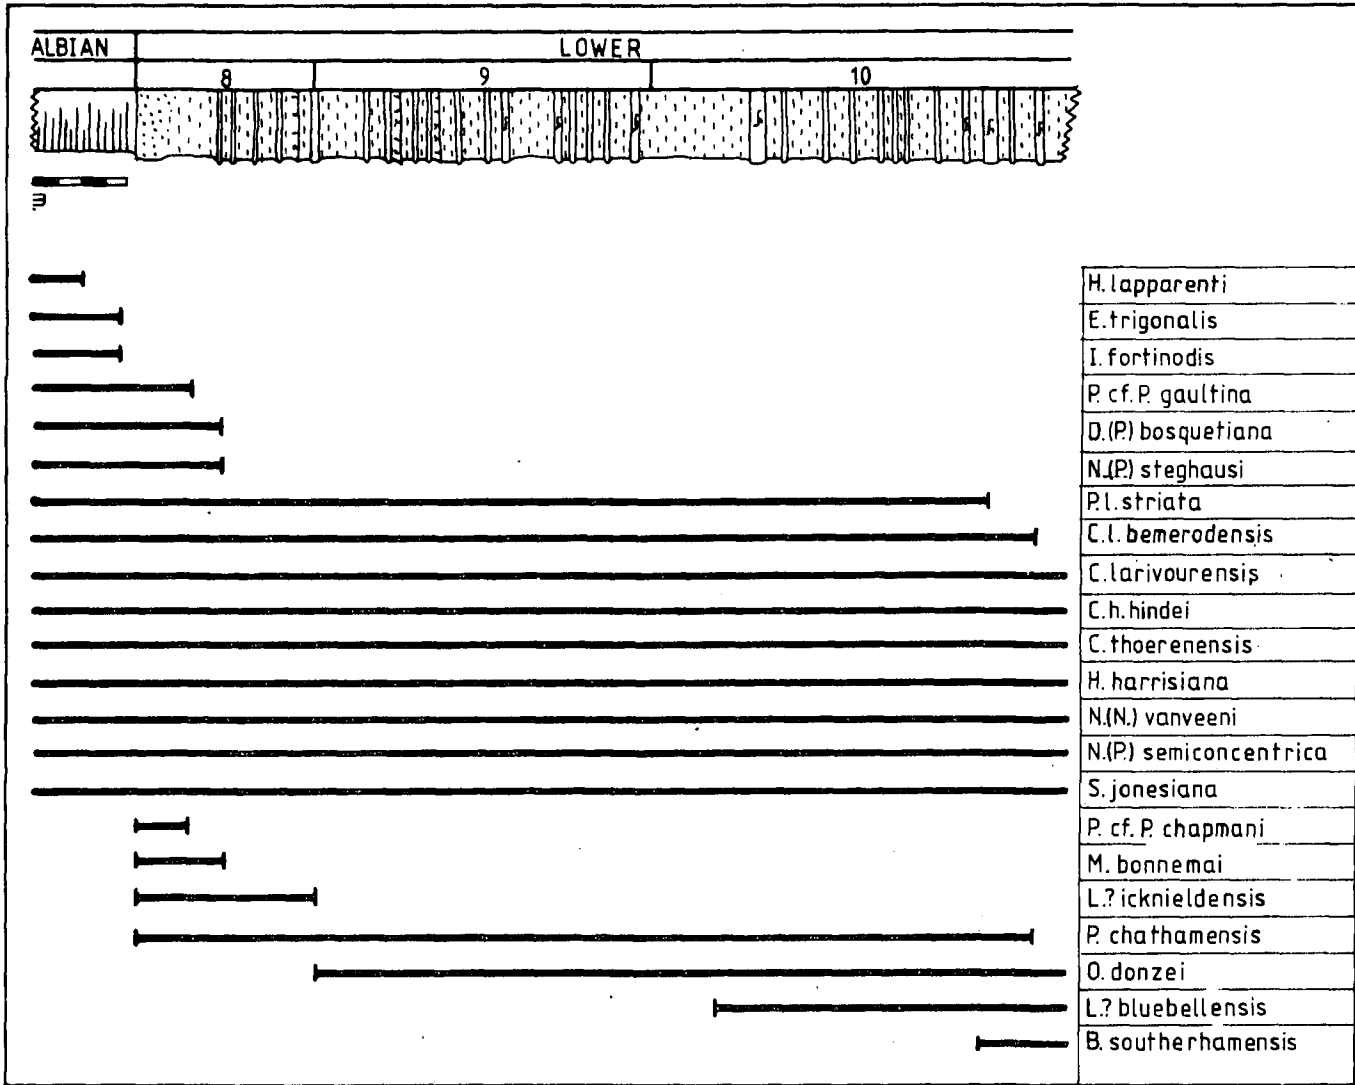 ALBIAN LOWER
8 9 10
m
H. lapparenti
E. trigonalis
I. fortinodis
P. cf. P. gaultina
D.(P.) bosquetiana
N.(P.) steghausi
P. l. striata
C. l. bemerodensis
C. larivourensis
C. h. hindei
C. thoerenensis
H. harrisiana
N.(N.) vanveeni
N.(P.) semiconcentrica
S. jonesiana
P. cf. P. chapmani
M. bonnemai
L.? icknieldensis
P. chathamensis
O. donzei
L.? bluebellensis
B. southerhamensis